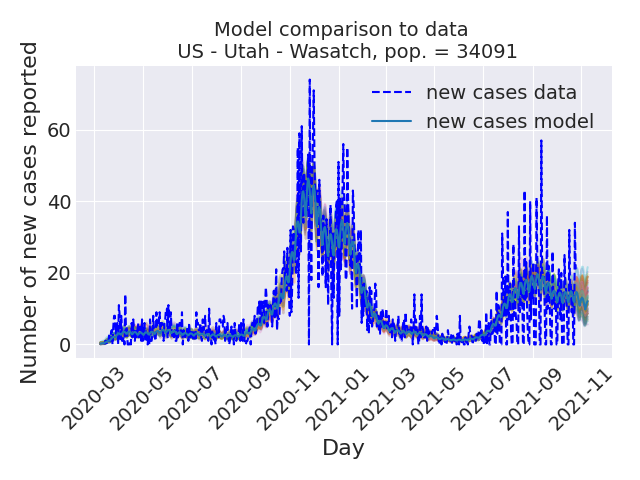 Model comparison to data
US - Utah - Wasatch, pop. = 34091
Number of new cases reported
60
40
20
0
new cases data
new cases model
2020-03
2020-05
2020-07
2020-09
2020-11
2021-01
2021-03
2021-05
2021-07
2021-09
2021-11
Day